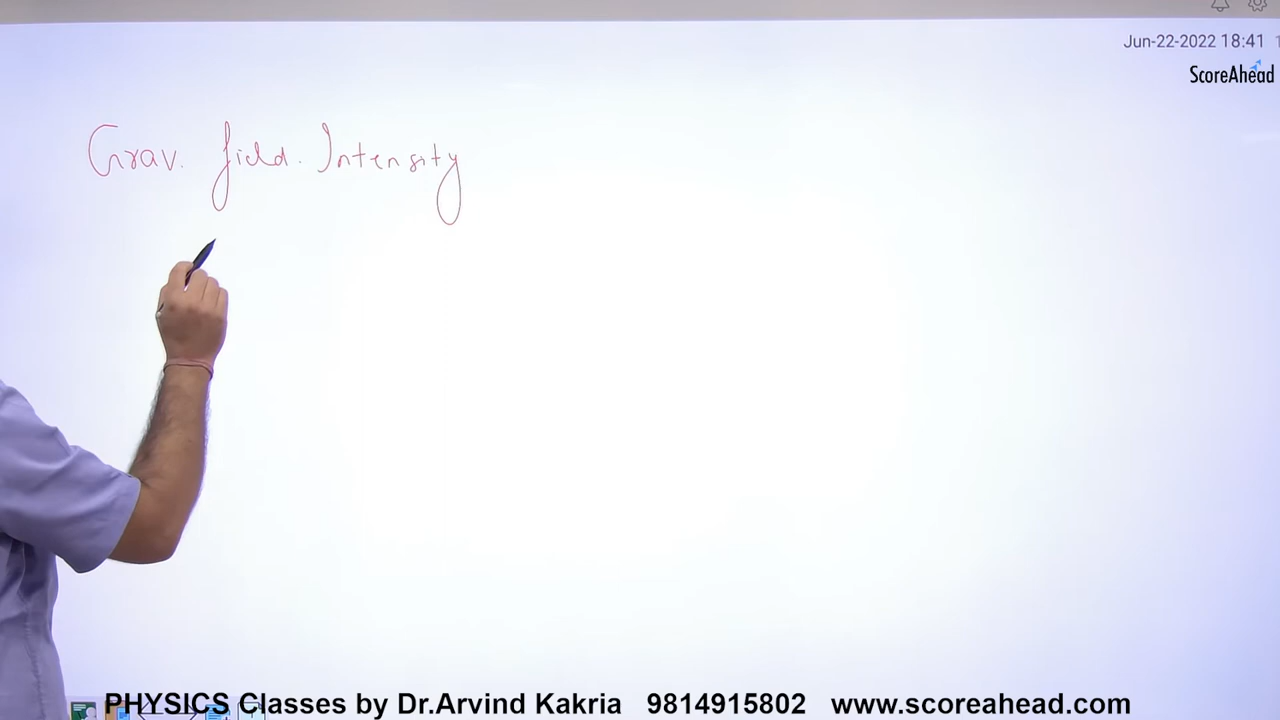 Jun-22-2022 18:41
ScoreAhead
Grav. field. Intensity
PHYSICS Classes by Dr.Arvind Kakria 9814915802 www.scoreahead.com